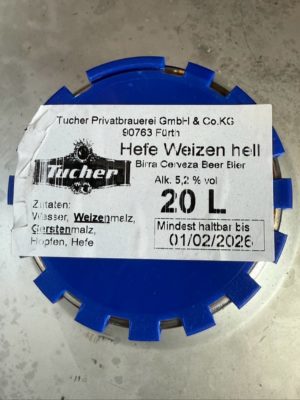 Tucher Privatbrauerei GmbH & Co.KG
90763 Fürth
Hefe Weizen hell
Birra Cerveza Beer Bier
Tucher
Alk. 5,2 % vol
20 L
Zutaten:
Wasser, Weizenmalz,
Gerstenmalz,
Hopfen, Hefe
Mindest haltbar bis
01/02/2026